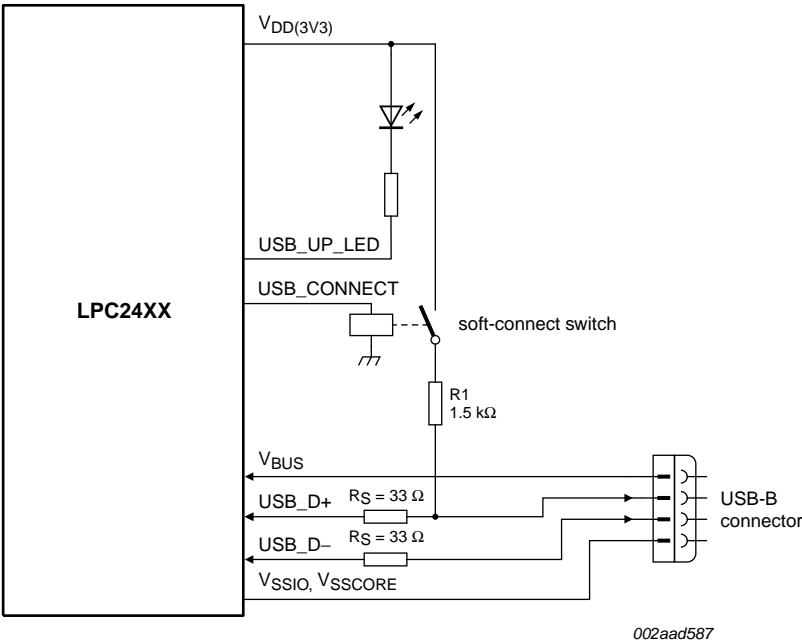 VDD(3V3)
USB_UP_LED
USB_CONNECT
LPC24XX
soft-connect switch
R1
1.5 kΩ
VBUS
USB_D+
RS = 33 Ω
USB-B
connector
RS = 33 Ω
USB_D−
VSSIO, VSSCORE
002aad587